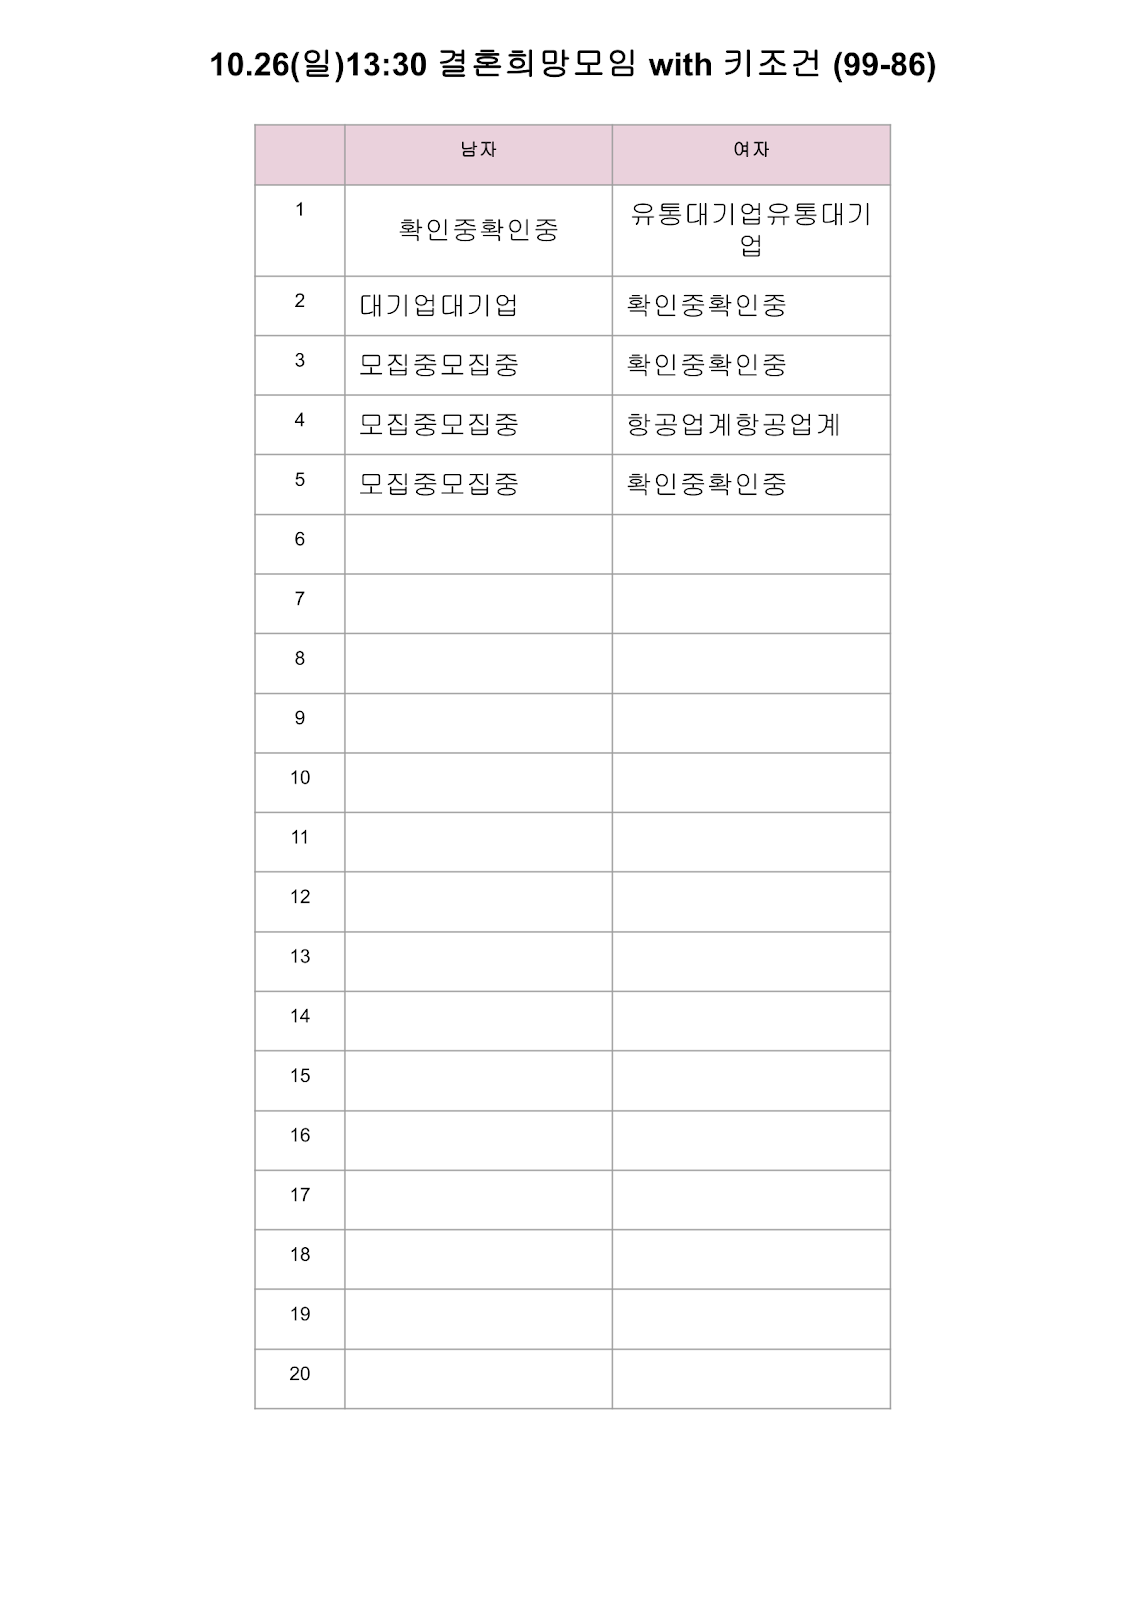 10.26(일)13:30 결혼희망모임 with 키조건 (99-86)
남자 여자
1 확인중확인중 유통대기업유통대기
업
2 대기업대기업 확인중확인중
3 모집중모집중 확인중확인중
4 모집중모집중 항공업계항공업계
5 모집중모집중 확인중확인중
6
7
8
9
10
11
12
13
14
15
16
17
18
19
20